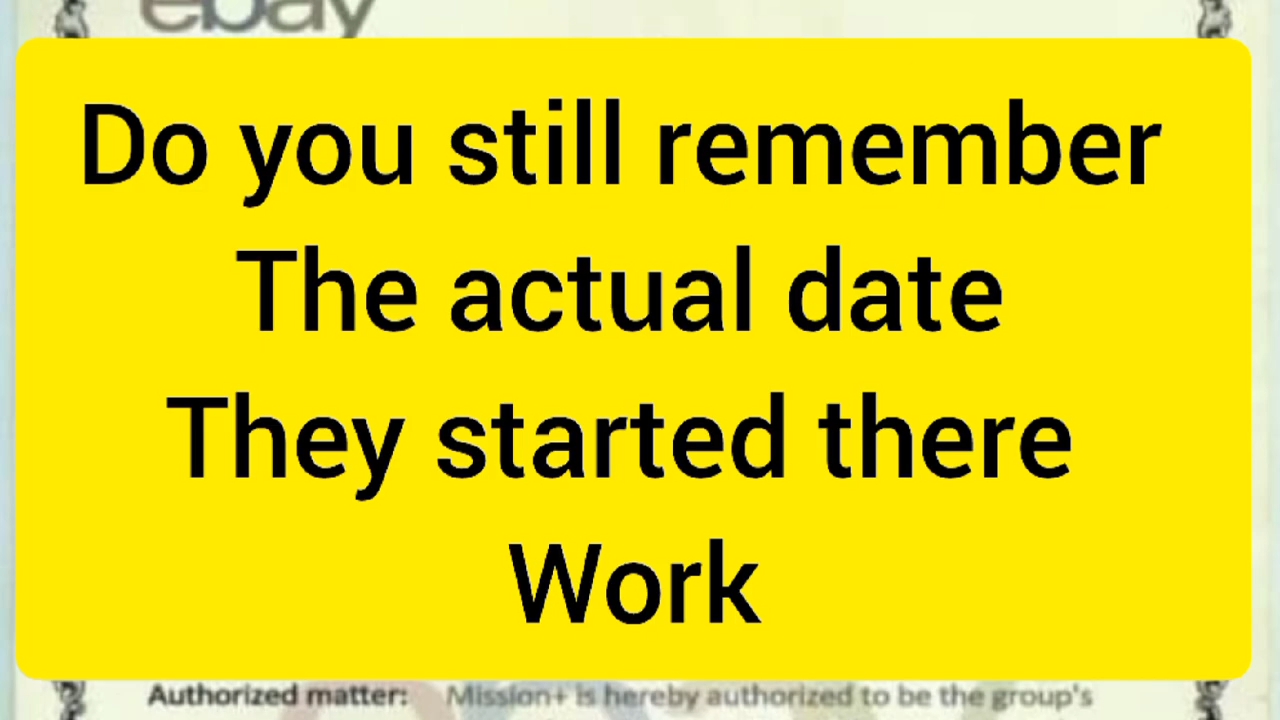 ebay
Do you still remember
The actual date
They started there
Work
Authorized matter: Mission+ is hereby authorized to be the group's